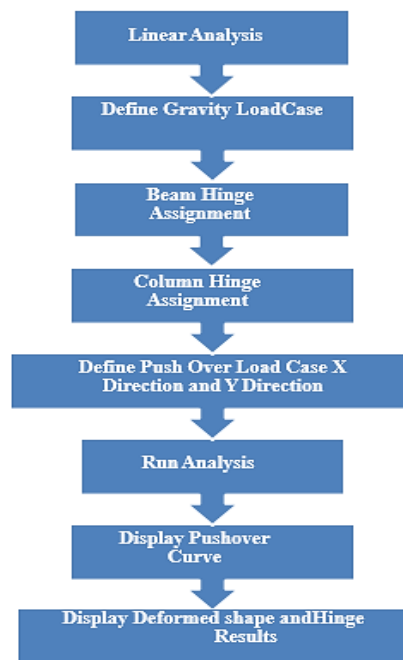 Linear Analysis
Define Gravity LoadCase
Beam Hinge
Assignment
Column Hinge
Assignment
Define Push Over Load Case X
Direction and Y Direction
Run Analysis
Display Pushover
Curve
Display Deformed shape andHinge
Results